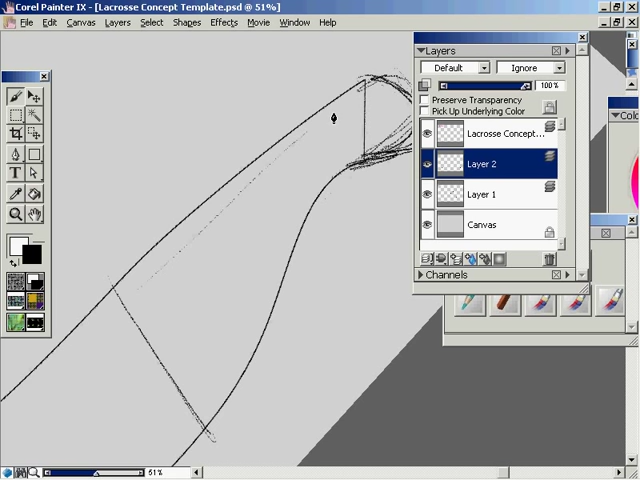 Corel Painter IX - [Lacrosse Concept Template.psd @ 51%]
File Edit Canvas Layers Select Shapes Effects Movie Window Help
Layers
Default Ignore
100%
Preserve Transparency
Pick Up Underlying Color
Lacrosse Concept...
Layer 2
Layer 1
Canvas
Channels
Colo
T
51%